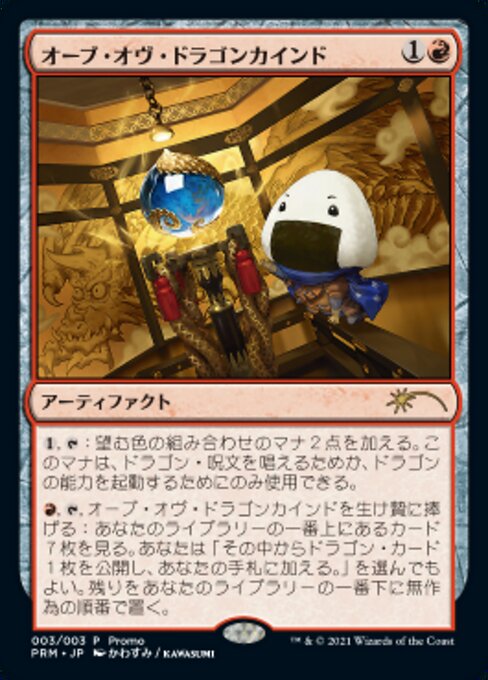 オーブ・オヴ・ドラゴンカインド 1
アーティファクト
1,:望む色の組み合わせのマナ2点を加える。こ
のマナは、ドラゴン・呪文を唱えるためか、ドラゴン
の能力を起動するためにのみ使用できる。
,,オーブ・オヴ・ドラゴンカインドを生け贄に捧
げる:あなたのライブラリーの一番上にあるカード
7枚を見る。あなたは「その中からドラゴン・カード
1枚を公開し、あなたの手札に加える。」を選んでも
よい。残りをあなたのライブラリーの一番下に無作
為の順番で置く。
003/003 P Promo
PRM・JP かわすみ/KAWASUMI
™ & © 2021 Wizards of the Coast